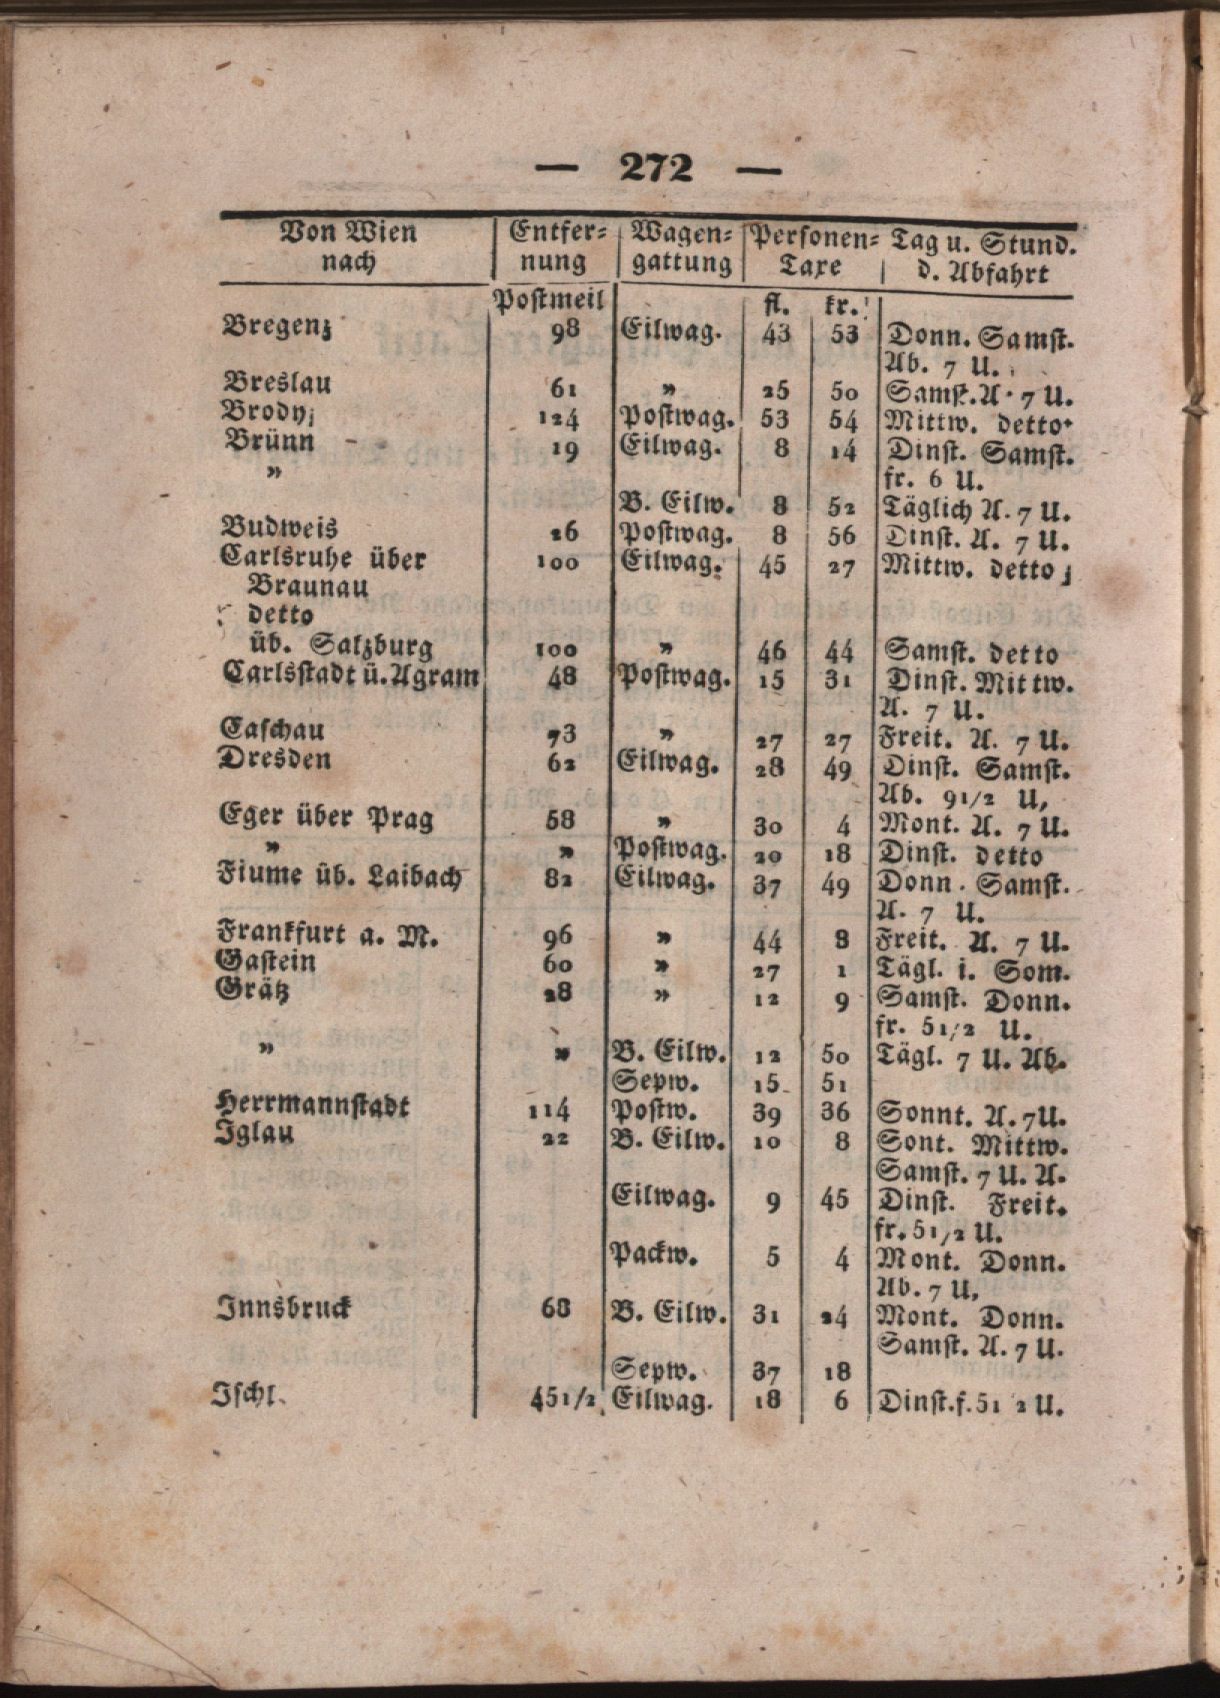 — 272 —
Von Wien nach | Entfer- nung | Wagen- gattung | Personen- Taxe | Tag u. Stund. d. Abfahrt
Postmeil fl. kr.
Bregenz 98 Eilwag. 43 53 Donn. Samst.
Ab. 7 U.
Breslau 61 „ 25 50 Samst. A. 7 U.
Brody 124 Postwag. 53 54 Mittw. detto
Brünn 19 Eilwag. 8 14 Dinst. Samst.
„ fr. 6 U.
B. Eilw. 8 52 Täglich A. 7 U.
Budweis 26 Postwag. 8 56 Dinst. A. 7 U.
Carlsruhe über 100 Eilwag. 45 27 Mittw. detto
Braunau
detto
üb. Salzburg 100 „ 46 44 Samst. detto
Carlsstadt ü. Agram 48 Postwag. 15 31 Dinst. Mittw.
A. 7 U.
Caschau 73 „ 27 27 Freit. A. 7 U.
Dresden 62 Eilwag. 28 49 Dinst. Samst.
Ab. 9 1/2 U,
Eger über Prag 58 „ 30 4 Mont. A. 7 U.
„ „ Postwag. 20 18 Dinst. detto
Fiume üb. Laibach 82 Eilwag. 37 49 Donn. Samst.
A. 7 U.
Frankfurt a. M. 96 „ 44 8 Freit. A. 7 U.
Gastein 60 „ 27 1 Tägl. i. Som.
Grätz 28 „ 12 9 Samst. Donn.
fr. 5 1/2 U.
„ „ B. Eilw. 12 50 Tägl. 7 U. Ab.
Sepw. 15 51
Herrmannstadt 114 Postw. 39 36 Sonnt. A. 7 U.
Iglau 22 B. Eilw. 10 8 Sont. Mittw.
Samst. 7 U. A.
Eilwag. 9 45 Dinst. Freit.
fr. 5 1/2 U.
Packw. 5 4 Mont. Donn.
Ab. 7 U,
Innsbruck 68 B. Eilw. 31 24 Mont. Donn.
Samst. A. 7 U.
Sepw. 37 18
Ischl. 45 1/2 Eilwag. 18 6 Dinst. f. 5 1 2 U.